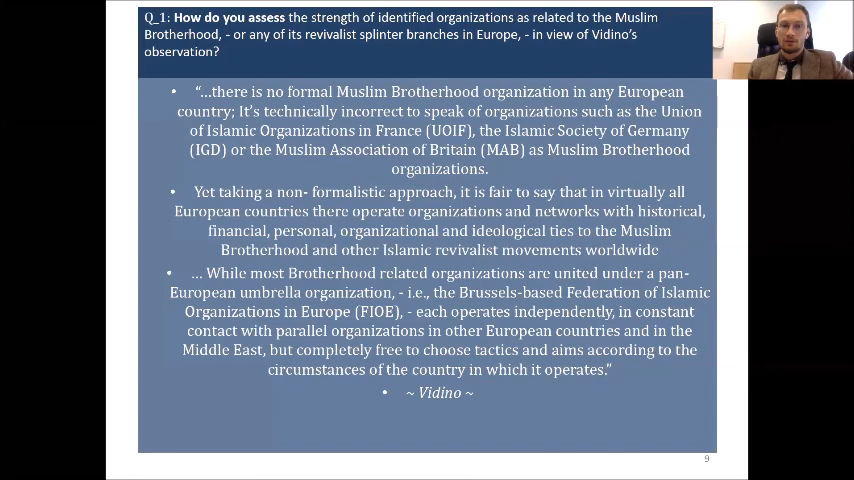 Q_1: How do you assess the strength of identified organizations as related to the Muslim
Brotherhood, - or any of its revivalist splinter branches in Europe, - in view of Vidino's
observation?
• “…there is no formal Muslim Brotherhood organization in any European
country; It's technically incorrect to speak of organizations such as the Union
of Islamic Organizations in France (UOIF), the Islamic Society of Germany
(IGD) or the Muslim Association of Britain (MAB) as Muslim Brotherhood
organizations.
• Yet taking a non- formalistic approach, it is fair to say that in virtually all
European countries there operate organizations and networks with historical,
financial, personal, organizational and ideological ties to the Muslim
Brotherhood and other Islamic revivalist movements worldwide
• … While most Brotherhood related organizations are united under a pan-
European umbrella organization, - i.e., the Brussels-based Federation of Islamic
Organizations in Europe (FIOE), - each operates independently, in constant
contact with parallel organizations in other European countries and in the
Middle East, but completely free to choose tactics and aims according to the
circumstances of the country in which it operates.”
• ~ Vidino ~
9